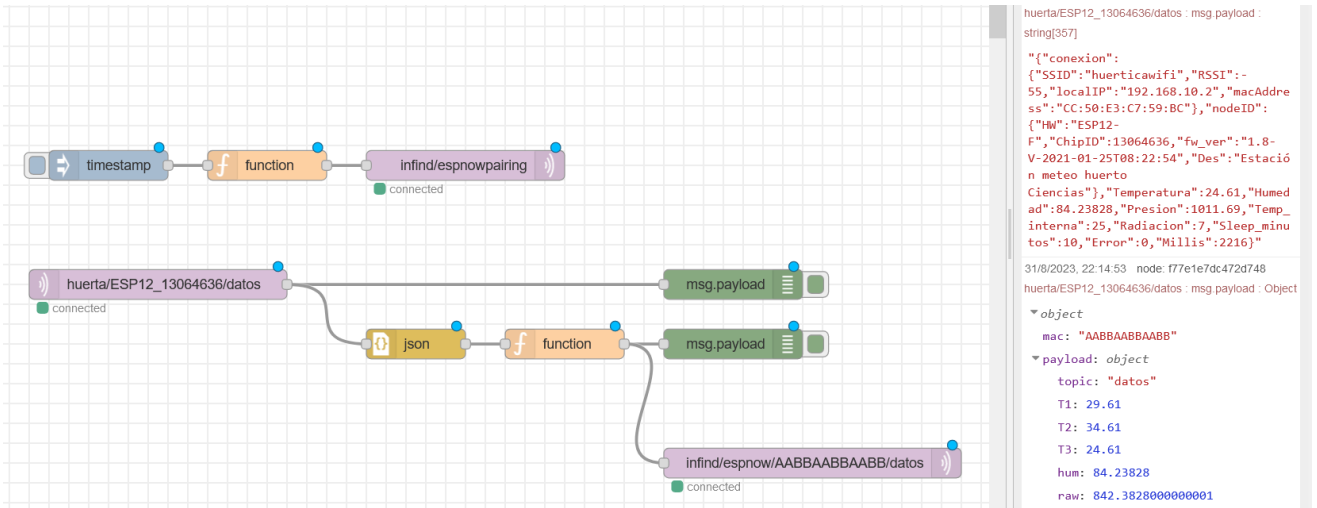 timestamp
function
infind/espnowpairing
connected
huerta/ESP12_13064636/datos
connected
msg.payload
json
function
msg.payload
infind/espnow/AABBAABBAABB/datos
connected
huerta/ESP12_13064636/datos : msg.payload :
string[357]
"{"conexion":
{"SSID":"huerticawifi","RSSI":-
55,"localIP":"192.168.10.2","macAddre
ss":"CC:50:E3:C7:59:BC"},"nodeID":
{"HW":"ESP12-
F","ChipID":13064636,"fw_ver":"1.8-
V-2021-01-25T08:22:54","Des":"Estació
n meteo huerto
Ciencias"},"Temperatura":24.61,"Humed
ad":84.23828,"Presion":1011.69,"Temp_
interna":25,"Radiacion":7,"Sleep_minu
tos":10,"Error":0,"Millis":2216}"
31/8/2023, 22:14:53 node: f77e1e7dc472d748
huerta/ESP12_13064636/datos : msg.payload : Object
object
mac: "AABBAABBAABB"
payload: object
topic: "datos"
T1: 29.61
T2: 34.61
T3: 24.61
hum: 84.23828
raw: 842.3828000000001